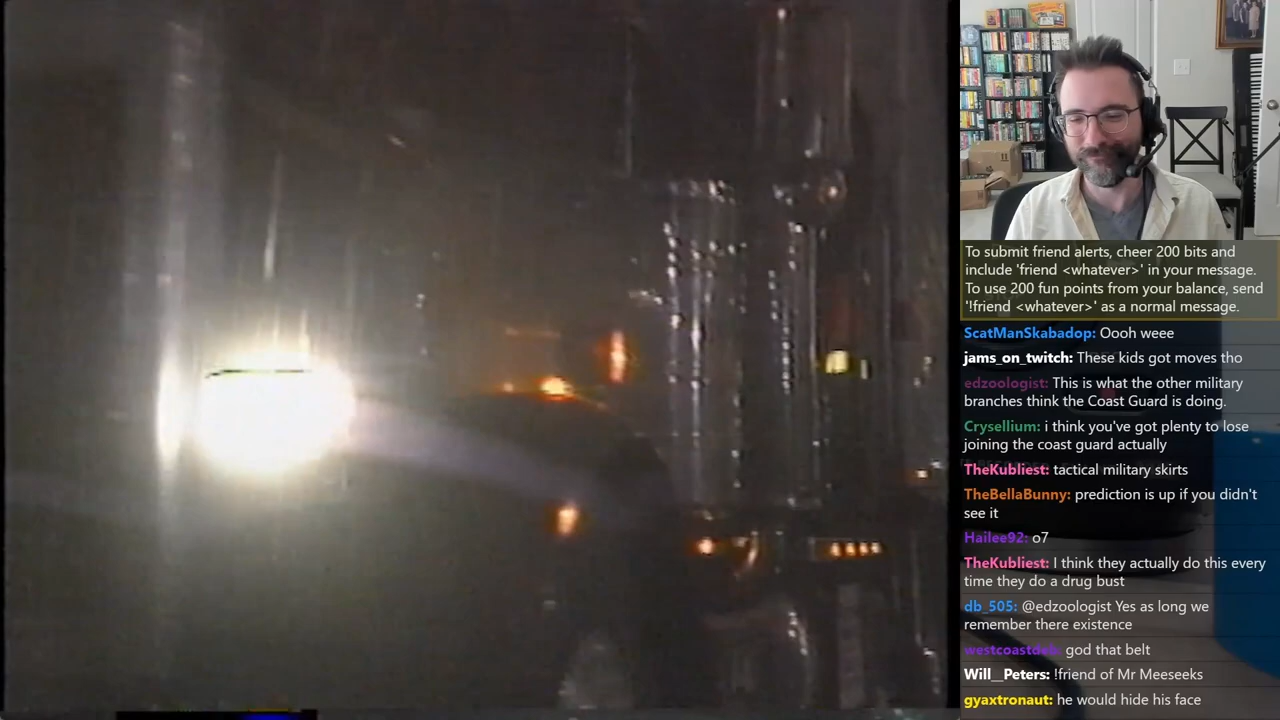 To submit friend alerts, cheer 200 bits and
include 'friend <whatever>' in your message.
To use 200 fun points from your balance, send
'!friend <whatever>' as a normal message.
ScatManSkabadop: Oooh weee
jams_on_twitch: These kids got moves tho
edzoologist: This is what the other military
branches think the Coast Guard is doing.
Crysellium: i think you've got plenty to lose
joining the coast guard actually
TheKubliest: tactical military skirts
TheBellaBunny: prediction is up if you didn't
see it
Hailee92: o7
TheKubliest: I think they actually do this every
time they do a drug bust
db_505: @edzoologist Yes as long we
remember there existence
god that belt
Will__Peters: !friend of Mr Meeseeks
gyaxtronaut: he would hide his face